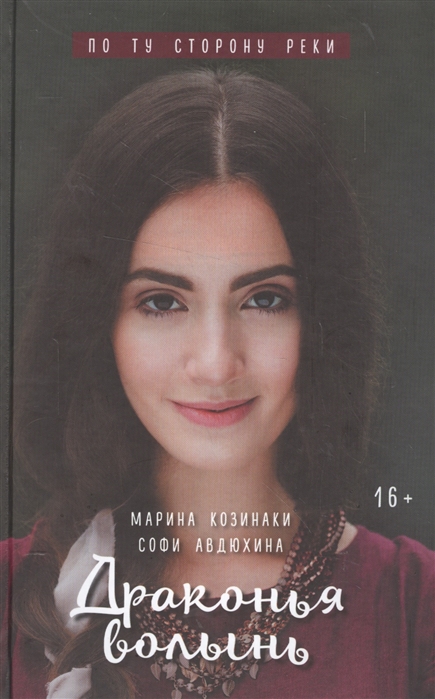 ПО ТУ СТОРОНУ РЕКИ
16+
МАРИНА КОЗИНАКИ
СОФИ АВДЮХИНА
Драконья
волынь